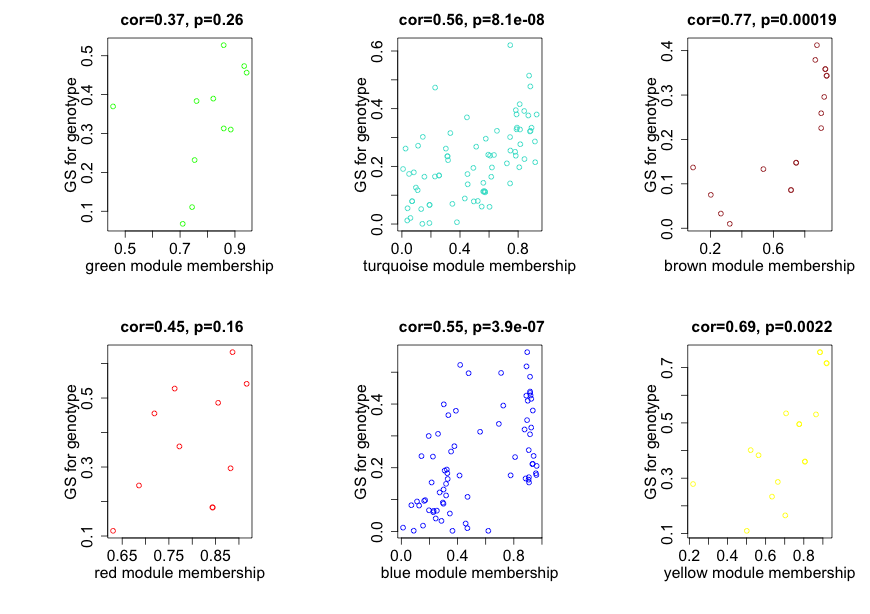 cor=0.37, p=0.26
GS for genotype
0.1 0.2 0.3 0.4 0.5
0.5 0.7 0.9
green module membership
cor=0.56, p=8.1e-08
GS for genotype
0.0 0.2 0.4 0.6
0.0 0.4 0.8
turquoise module membership
cor=0.77, p=0.00019
GS for genotype
0.0 0.1 0.2 0.3 0.4
0.2 0.6
brown module membership
cor=0.45, p=0.16
GS for genotype
0.1 0.3 0.5
0.65 0.75 0.85
red module membership
cor=0.55, p=3.9e-07
GS for genotype
0.0 0.2 0.4
0.0 0.4 0.8
blue module membership
cor=0.69, p=0.0022
GS for genotype
0.1 0.3 0.5 0.7
0.2 0.4 0.6 0.8
yellow module membership